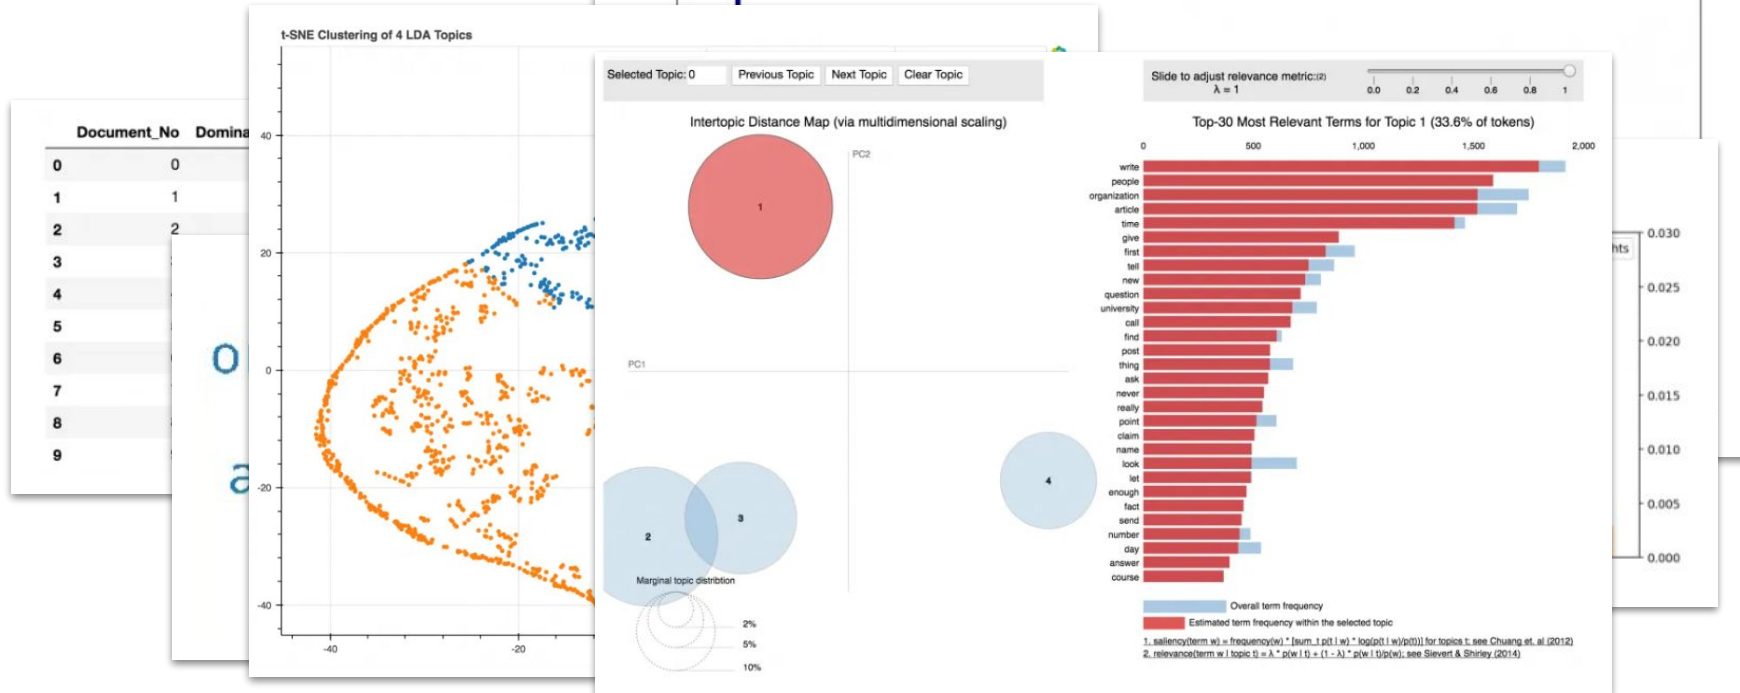 t-SNE Clustering of 4 LDA Topics
40
20
0
-20
-40
-40
-20
Document_No Domina
0 0
1 1
2 2
3
4
5
6
7
8
9
o
a
Selected Topic: 0 Previous Topic Next Topic Clear Topic
Intertopic Distance Map (via multidimensional scaling)
PC2
PC1
1
2
3
4
Marginal topic distribtion
2%
5%
10%
Slide to adjust relevance metric:(2)
λ = 1
0.0 0.2 0.4 0.6 0.8 1
Top-30 Most Relevant Terms for Topic 1 (33.6% of tokens)
0 500 1,000 1,500 2,000
write
people
organization
article
time
give
first
tell
new
question
university
call
find
post
thing
ask
never
really
point
claim
name
look
let
enough
fact
send
number
day
answer
course
Overall term frequency
Estimated term frequency within the selected topic
1. saliency(term w) = frequency(w) * [sum_t p(t | w) * log(p(t | w)/p(t))] for topics t; see Chuang et. al (2012)
2. relevance(term w | topic t) = λ * p(w | t) + (1 - λ) * p(w | t)/p(w); see Sievert & Shirley (2014)
hts
0.030
0.025
0.020
0.015
0.010
0.005
0.000